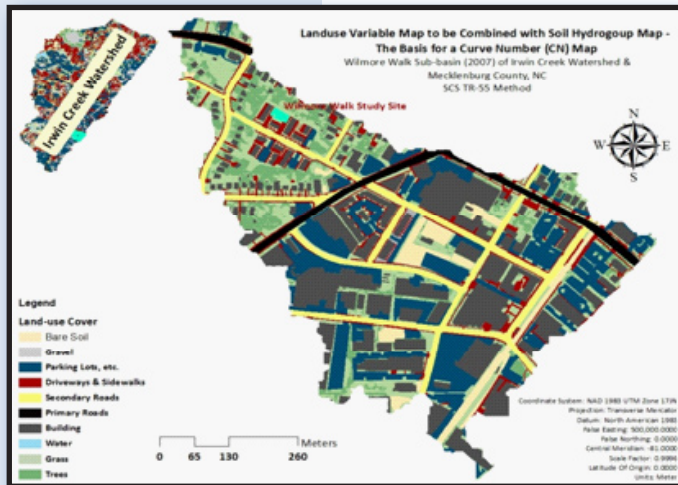 Landuse Variable Map to be Combined with Soil Hydrogoup Map -
The Basis for a Curve Number (CN) Map
Wilmore Walk Sub-basin (2007) of Irwin Creek Watershed &
Mecklenburg County, NC
SCS TR-55 Method
Irwin Creek Watershed
Wilmore Walk Study Site
N
W E
S
Legend
Land-use Cover
Bare Soil
Gravel
Parking Lots, etc.
Driveways & Sidewalks
Secondary Roads
Primary Roads
Building
Water
Grass
Trees
Meters
0 65 130 260
Coordinate System: NAD 1983 UTM Zone 17N
Projection: Transverse Mercator
Datum: North American 1983
False Easting: 500,000.0000
False Northing: 0.0000
Central Meridian: -81.0000
Scale Factor: 0.9996
Latitude Of Origin: 0.0000
Units: Meter